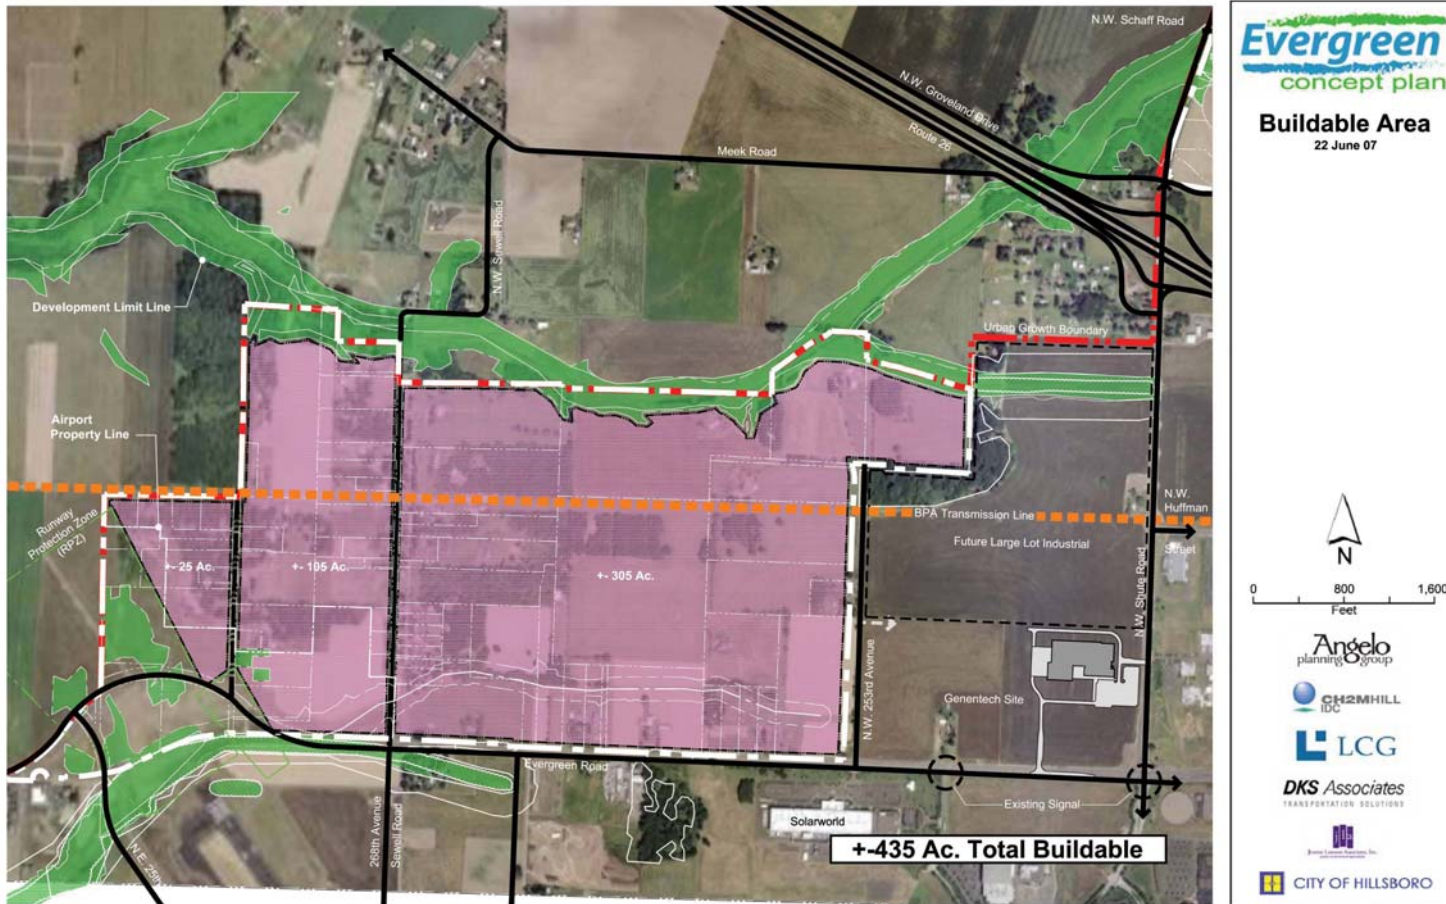 N.W. Schaff Road
N.W. Groveland Drive
Route 26
Meek Road
N.W. Sewell Road
Development Limit Line
Urban Growth Boundary
Airport
Property Line
Runway
Protection Zone
(RPZ)
+- 25 Ac.
+- 105 Ac.
+- 305 Ac.
BPA Transmission Line
Future Large Lot Industrial
N.W.
Huffman
Street
N.W. Shute Road
N.W. 253rd Avenue
Genentech Site
Evergreen Road
Existing Signal
268th Avenue
Sewell Road
N.E. 25th
Solarworld
+-435 Ac. Total Buildable
Evergreen
concept plan
Buildable Area
22 June 07
N
0 800 1,600
Feet
Angelo
planning group
CH2MHILL
IDC
LCG
DKS Associates
TRANSPORTATION SOLUTIONS
CITY OF HILLSBORO